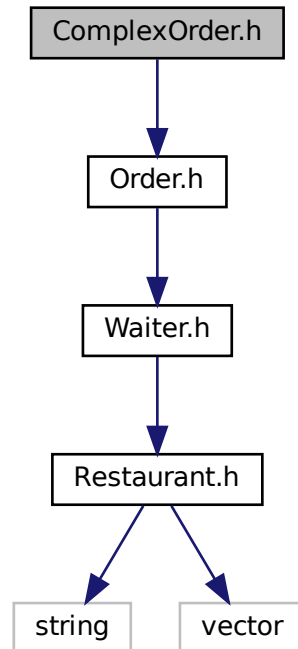 ComplexOrder.h
Order.h
Waiter.h
Restaurant.h
string
vector